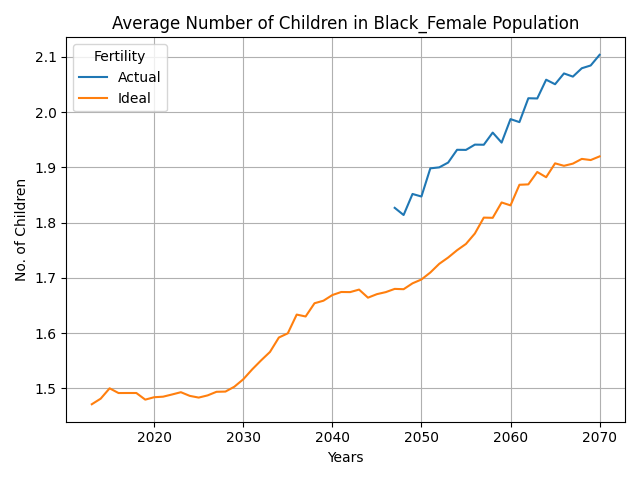 Average Number of Children in Black_Female Population
Fertility
Actual
Ideal
No. of Children
2.1
2.0
1.9
1.8
1.7
1.6
1.5
2020 2030 2040 2050 2060 2070
Years